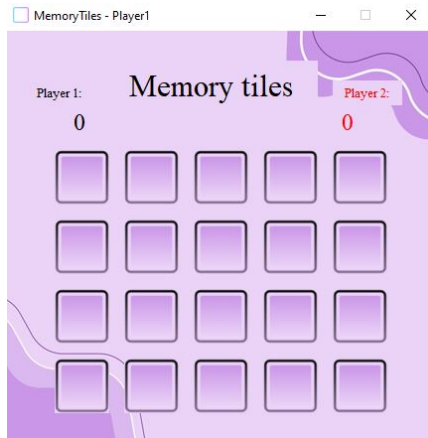 MemoryTiles - Player1
Memory tiles
Player 1:
Player 2:
0
0